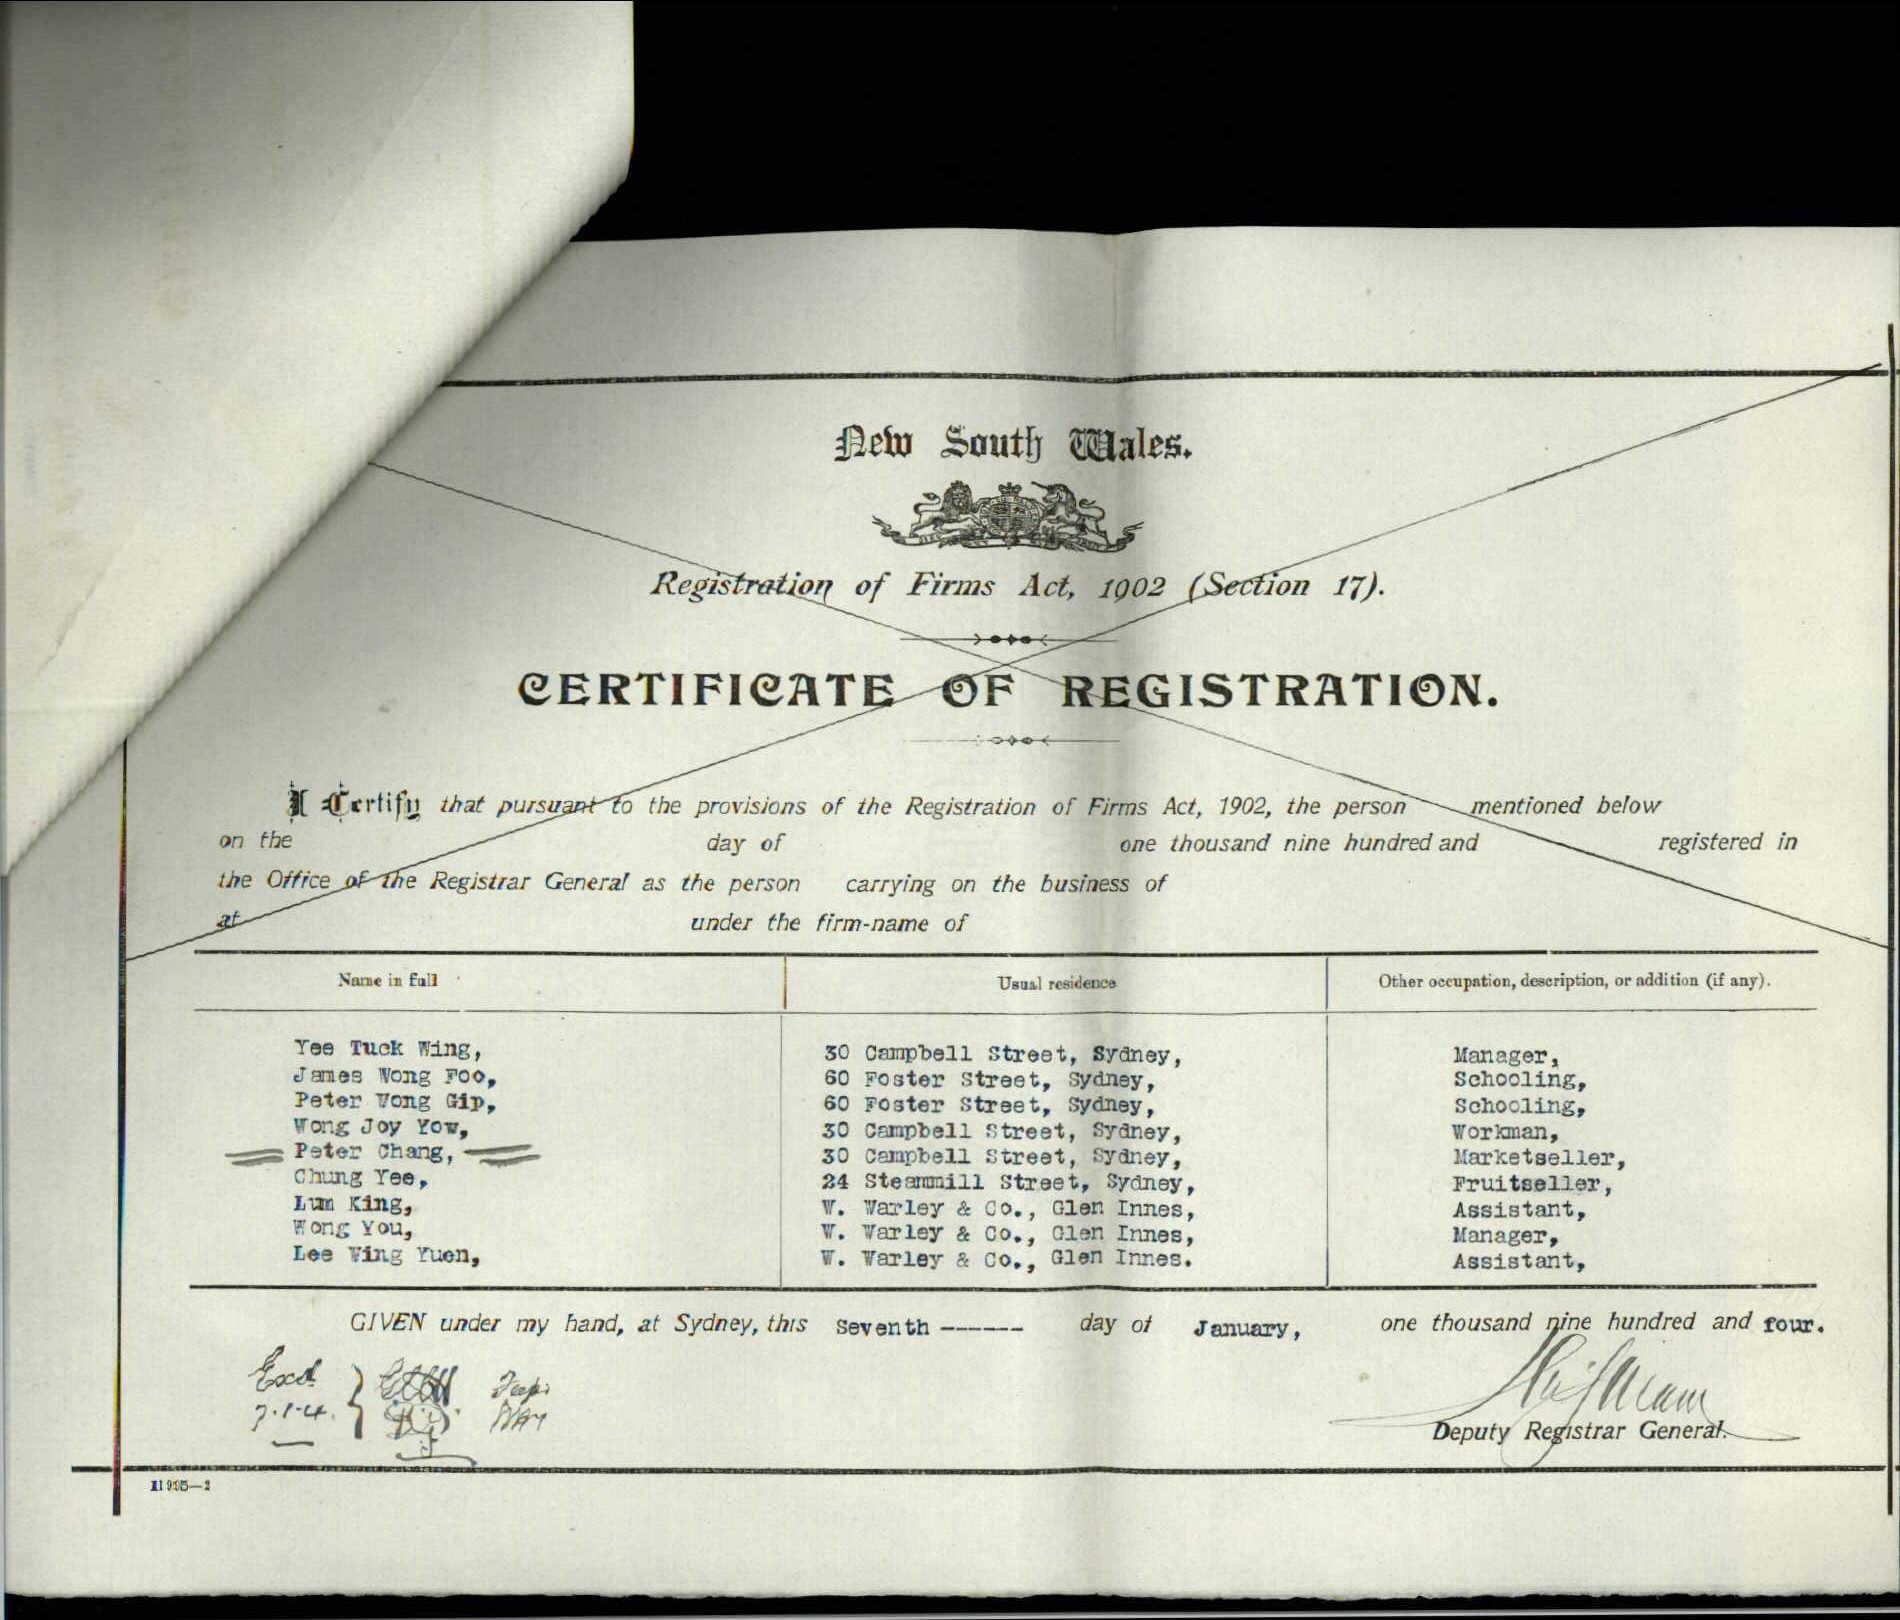 New South Wales.
Registration of Firms Act, 1902 (Section 17).
CERTIFICATE OF REGISTRATION.
I Certify that pursuant to the provisions of the Registration of Firms Act, 1902, the person mentioned below
on the day of one thousand nine hundred and registered in
the Office of the Registrar General as the person carrying on the business of
at under the firm-name of
Name in full Usual residence Other occupation, description, or addition (if any).
Yee Tuck Wing, 30 Campbell Street, Sydney, Manager,
James Wong Foo, 60 Foster Street, Sydney, Schooling,
Peter Wong Gip, 60 Foster Street, Sydney, Schooling,
Wong Joy Yow, 30 Campbell Street, Sydney, Workman,
Peter Chang, 30 Campbell Street, Sydney, Marketseller,
Chung Yee, 24 Steammill Street, Sydney, Fruitseller,
Lum King, W. Warley & Co., Glen Innes, Assistant,
Wong You, W. Warley & Co., Glen Innes, Manager,
Lee Wing Yuen, W. Warley & Co., Glen Innes. Assistant,
GIVEN under my hand, at Sydney, this Seventh ------ day of January, one thousand nine hundred and four.
Exd.
7.1.4.
Deputy Registrar General.